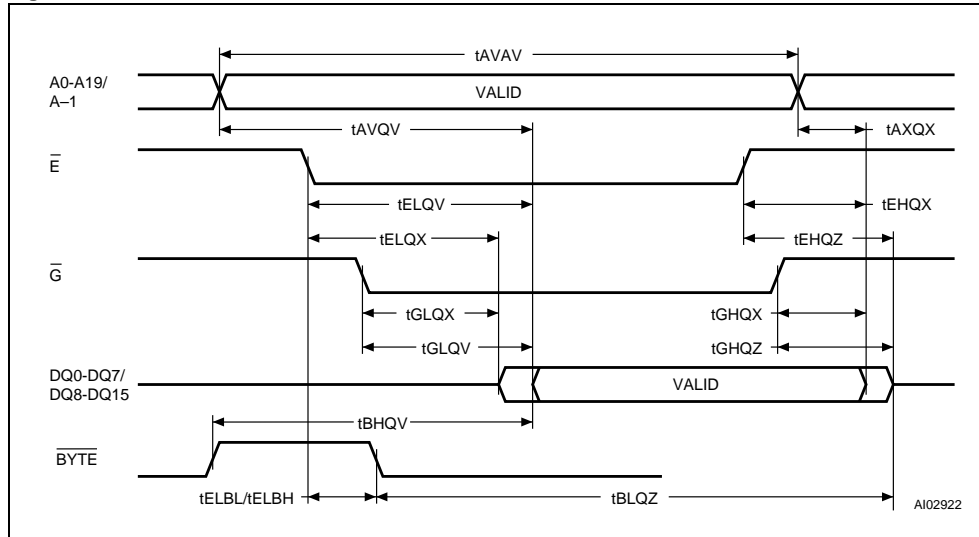 tAVAV
A0-A19/
A–1
VALID
tAVQV
tAXQX
E
tELQV
tEHQX
tELQX
tEHQZ
G
tGLQX
tGHQX
tGLQV
tGHQZ
DQ0-DQ7/
DQ8-DQ15
VALID
tBHQV
BYTE
tELBL/tELBH
tBLQZ
AI02922